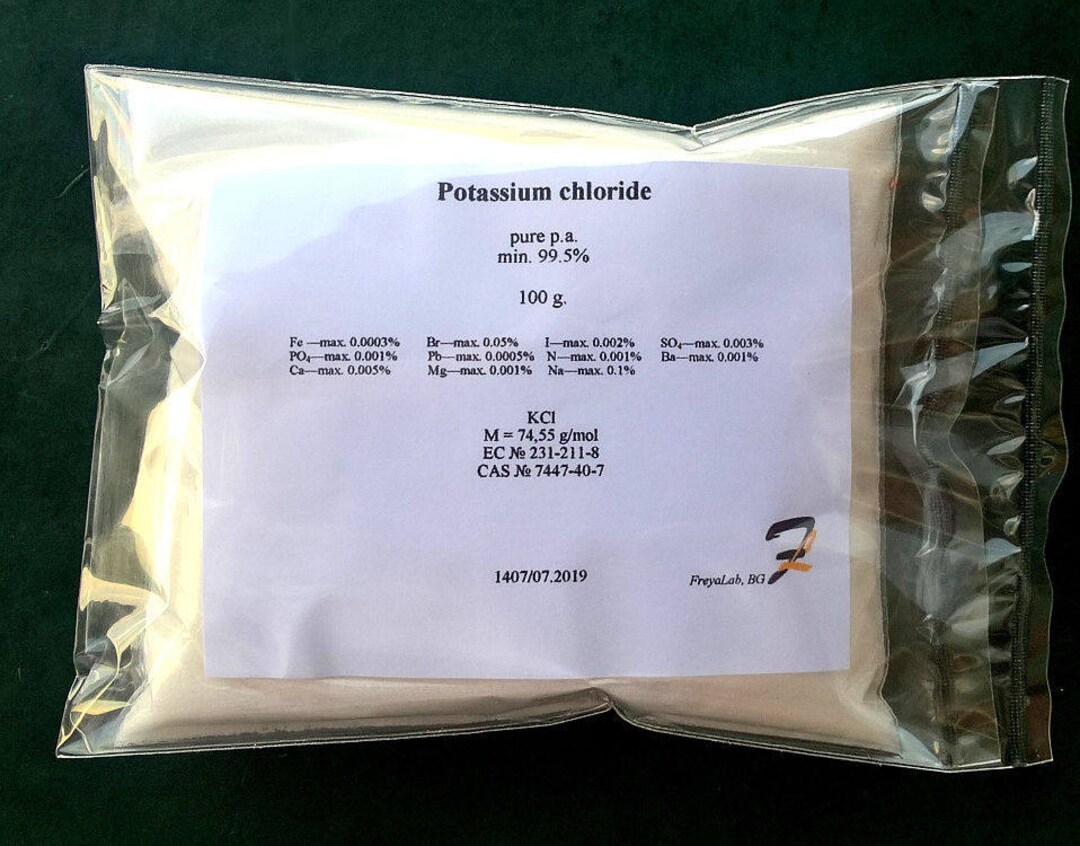 Potassium chloride
pure p.a.
min. 99.5%
100 g.
Fe —max. 0.0003% Br—max. 0.05% I—max. 0.002% SO₄—max. 0.003%
PO₄—max. 0.001% Pb—max. 0.0005% N—max. 0.001% Ba—max. 0.001%
Ca—max. 0.005% Mg—max. 0.001% Na—max. 0.1%
KCl
M = 74,55 g/mol
EC № 231-211-8
CAS № 7447-40-7
1407/07.2019
FreyaLab, BG